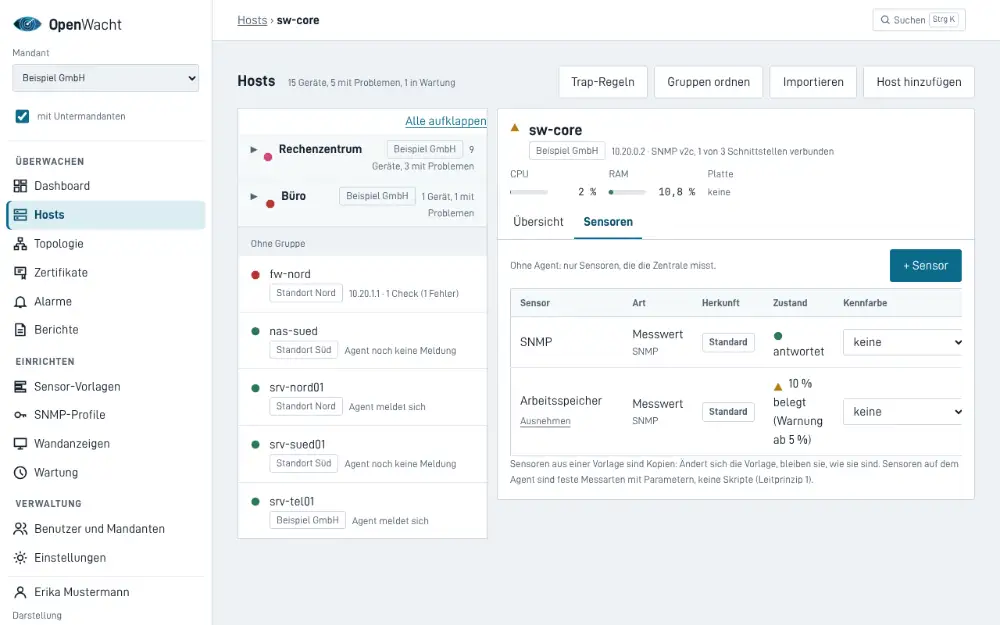 OpenWacht
Mandant
Beispiel GmbH
mit Untermandanten
ÜBERWACHEN
Dashboard
Hosts
Topologie
Zertifikate
Alarme
Berichte
EINRICHTEN
Sensor-Vorlagen
SNMP-Profile
Wandanzeigen
Wartung
VERWALTUNG
Benutzer und Mandanten
Einstellungen
Erika Mustermann
Darstellung
Hosts › sw-core
Suchen Strg K
Hosts 15 Geräte, 5 mit Problemen, 1 in Wartung
Trap-Regeln Gruppen ordnen Importieren Host hinzufügen
Alle aufklappen
Rechenzentrum Beispiel GmbH 9
Geräte, 3 mit Problemen
Büro Beispiel GmbH 1 Gerät, 1 mit
Problemen
Ohne Gruppe
fw-nord
Standort Nord 10.20.1.1 · 1 Check (1 Fehler)
nas-sued
Standort Süd Agent noch keine Meldung
srv-nord01
Standort Nord Agent meldet sich
srv-sued01
Standort Süd Agent noch keine Meldung
srv-tel01
Beispiel GmbH Agent meldet sich
sw-core
Beispiel GmbH 10.20.0.2 · SNMP v2c, 1 von 3 Schnittstellen verbunden
CPU RAM Platte
2 % 10,8 % keine
Übersicht Sensoren
Ohne Agent: nur Sensoren, die die Zentrale misst.
+ Sensor
Sensor Art Herkunft Zustand Kennfarbe
SNMP Messwert
SNMP Standard antwortet keine
Arbeitsspeicher
Ausnehmen Messwert
SNMP Standard 10 %
belegt
(Warnung
ab 5 %) keine
Sensoren aus einer Vorlage sind Kopien: Ändert sich die Vorlage, bleiben sie, wie sie sind. Sensoren auf dem
Agent sind feste Messarten mit Parametern, keine Skripte (Leitprinzip 1).